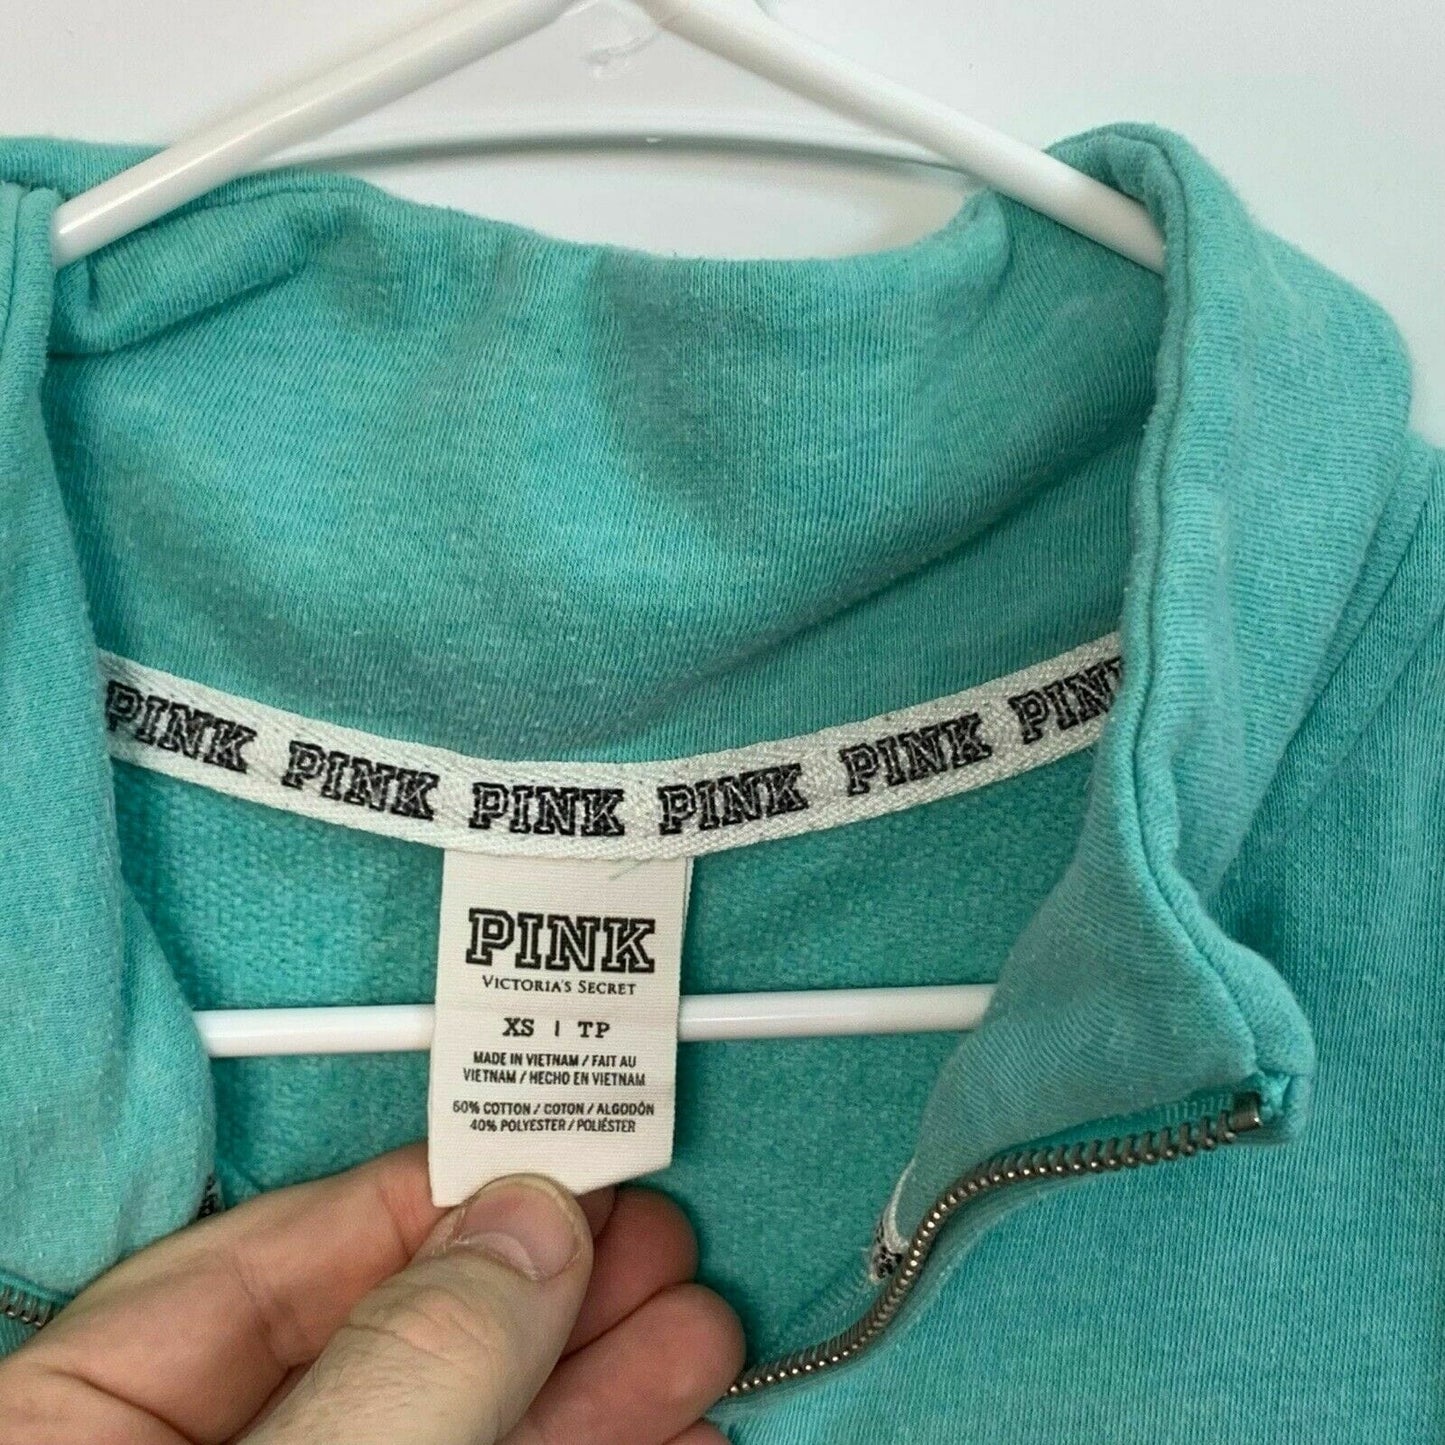 PINK PINK PINK PINK PINK PINK
PINK
VICTORIA'S SECRET
XS | TP
MADE IN VIETNAM / FAIT AU
VIETNAM / HECHO EN VIETNAM
60% COTTON / COTON / ALGODÓN
40% POLYESTER / POLIÉSTER